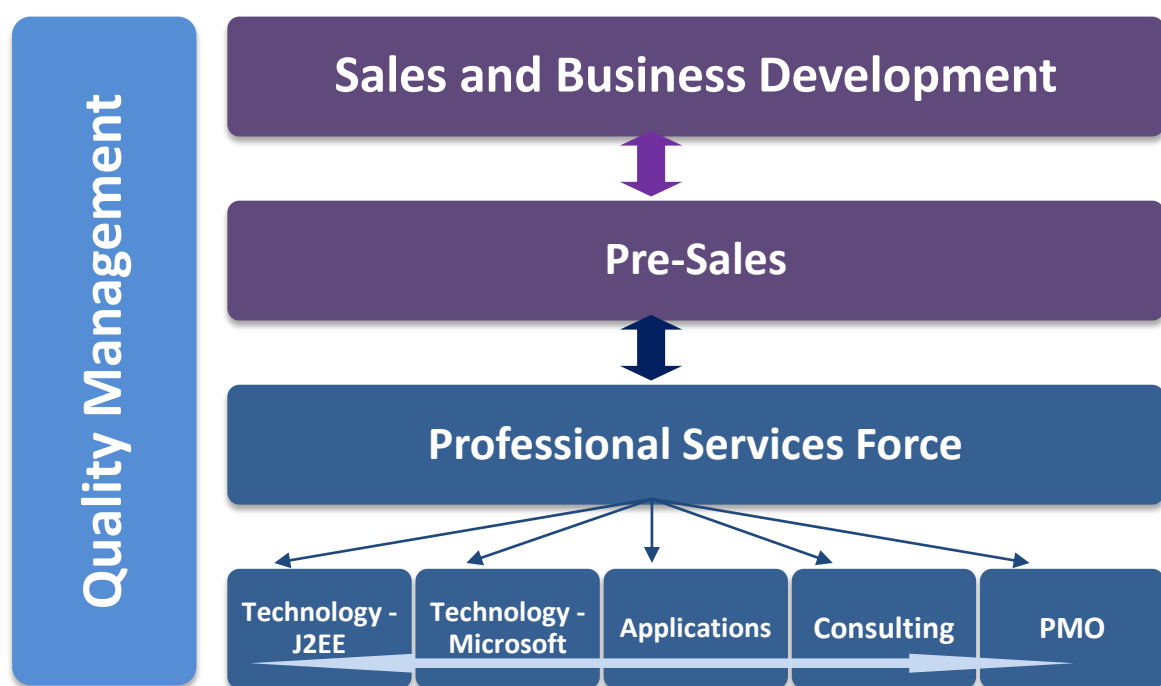 Quality Management
Sales and Business Development
Pre-Sales
Professional Services Force
Technology -
J2EE
Technology -
Microsoft
Applications
Consulting
PMO